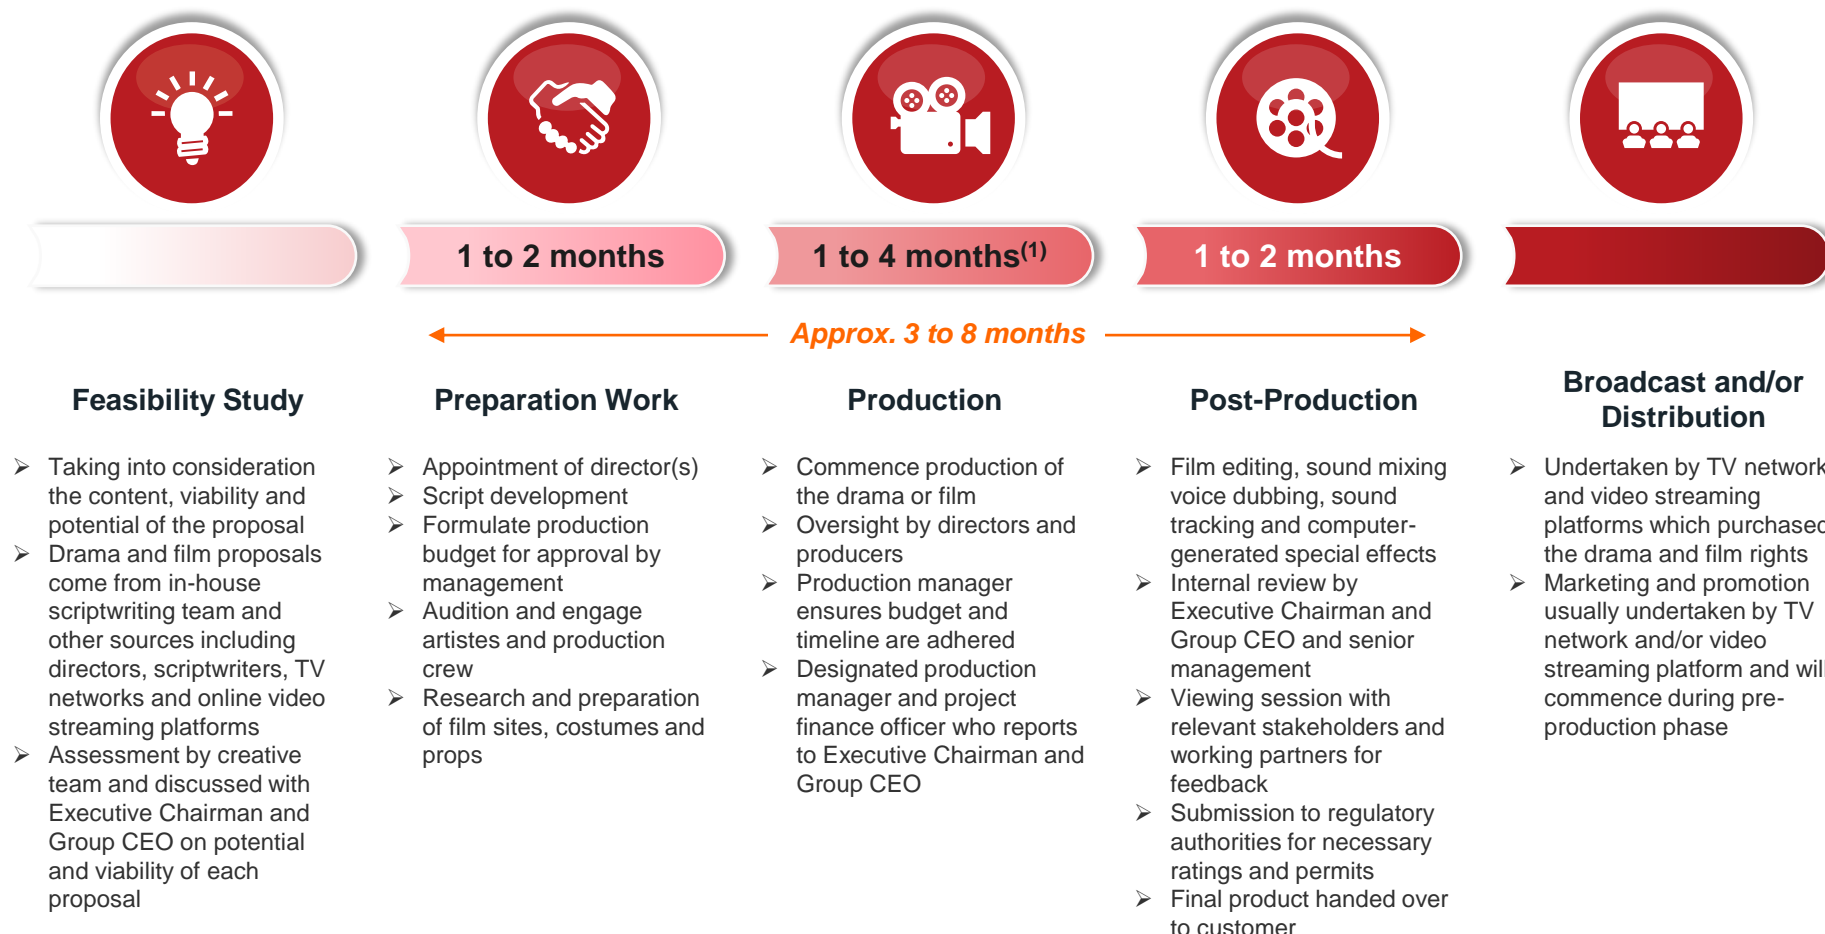 1 to 2 months
1 to 4 months(1)
1 to 2 months
Approx. 3 to 8 months
Feasibility Study
➢ Taking into consideration
the content, viability and
potential of the proposal
➢ Drama and film proposals
come from in-house
scriptwriting team and
other sources including
directors, scriptwriters, TV
networks and online video
streaming platforms
➢ Assessment by creative
team and discussed with
Executive Chairman and
Group CEO on potential
and viability of each
proposal
Preparation Work
➢ Appointment of director(s)
➢ Script development
➢ Formulate production
budget for approval by
management
➢ Audition and engage
artistes and production
crew
➢ Research and preparation
of film sites, costumes and
props
Production
➢ Commence production of
the drama or film
➢ Oversight by directors and
producers
➢ Production manager
ensures budget and
timeline are adhered
➢ Designated production
manager and project
finance officer who reports
to Executive Chairman and
Group CEO
Post-Production
➢ Film editing, sound mixing
voice dubbing, sound
tracking and computer-
generated special effects
➢ Internal review by
Executive Chairman and
Group CEO and senior
management
➢ Viewing session with
relevant stakeholders and
working partners for
feedback
➢ Submission to regulatory
authorities for necessary
ratings and permits
➢ Final product handed over
to customer
Broadcast and/or
Distribution
➢ Undertaken by TV network
and video streaming
platforms which purchased
the drama and film rights
➢ Marketing and promotion
usually undertaken by TV
network and/or video
streaming platform and will
commence during pre-
production phase